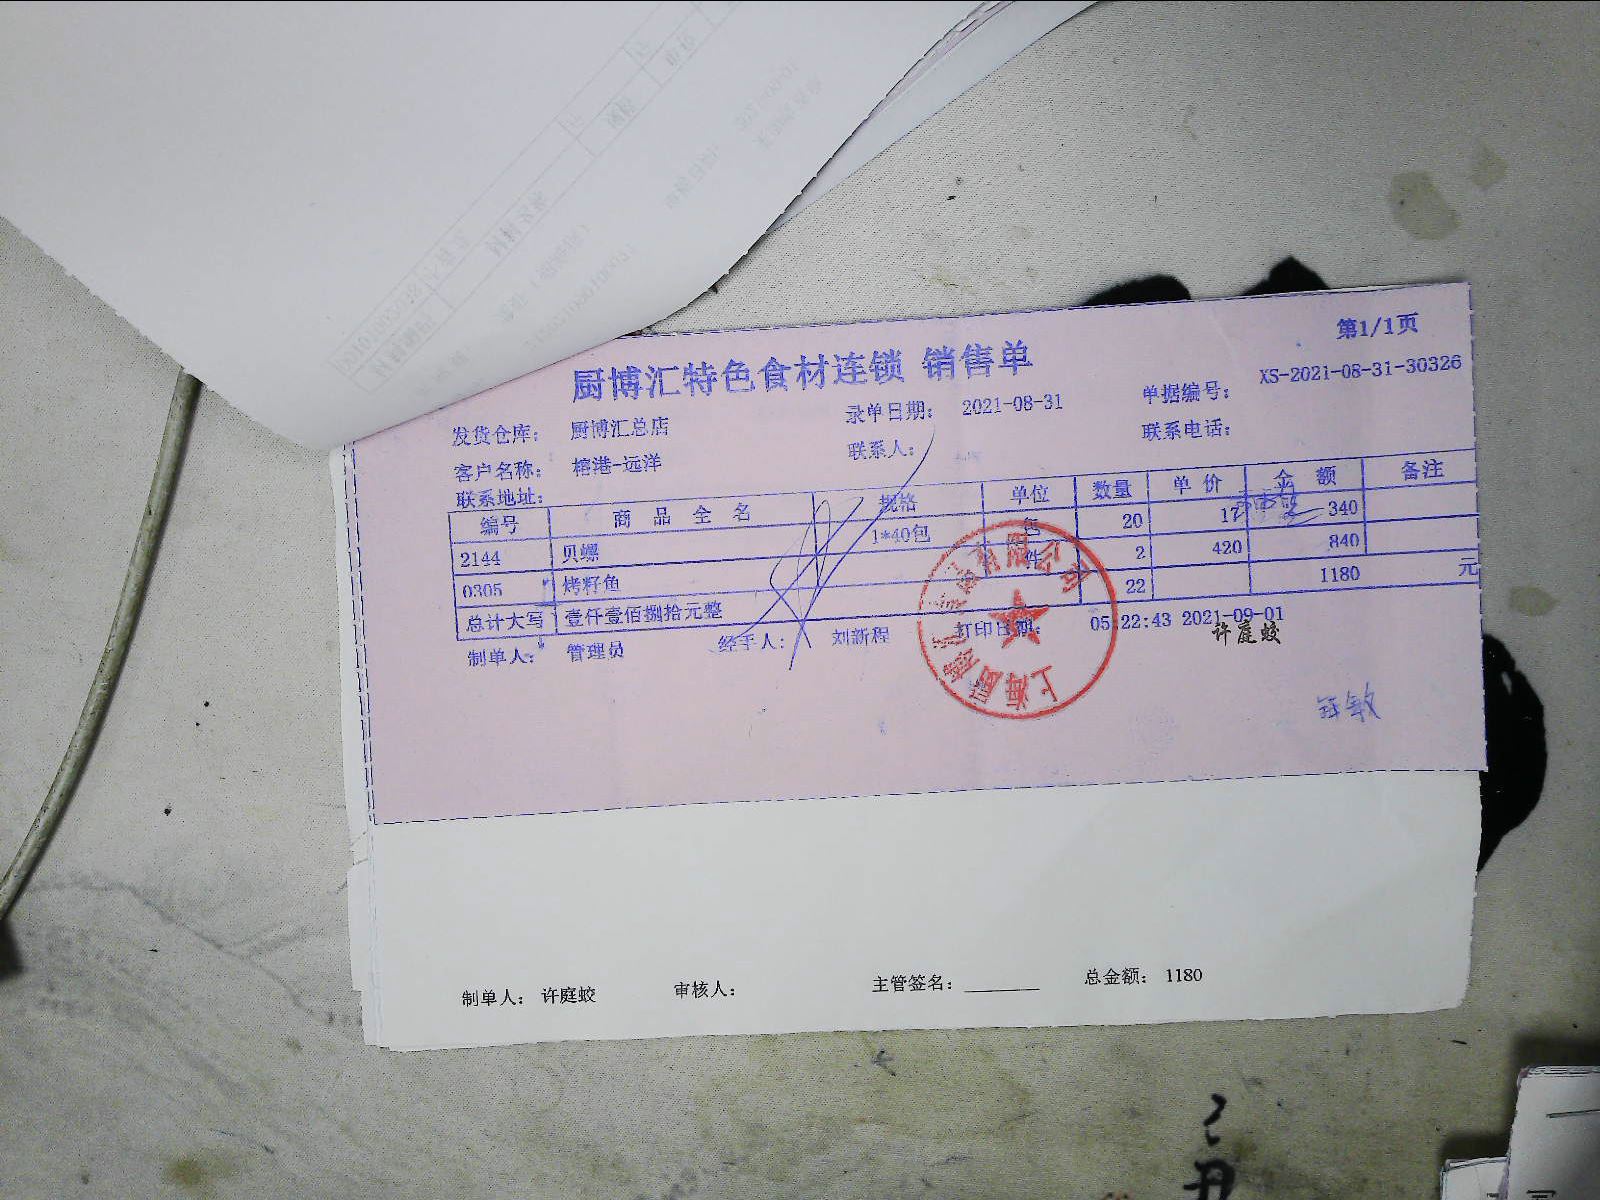 第1/1页
厨博汇特色食材连锁 销售单
发货仓库： 厨博汇总店 录单日期： 2021-08-31 单据编号： XS-2021-08-31-30326
客户名称： 榕港-远洋 联系人： 联系电话：
联系地址：
编号 商 品 全 名 规格 单位 数量 单 价 金 额 备注
2144 贝螺 1*40包 包 20 17 340
0305 烤籽鱼 件 2 420 840
总计大写 壹仟壹佰捌拾元整 22 1180 元
制单人： 管理员 经手人： 刘新程 打印日期： 05:22:43 2021-09-01
许庭蛟
制单人： 许庭蛟 审核人： 主管签名：________ 总金额： 1180